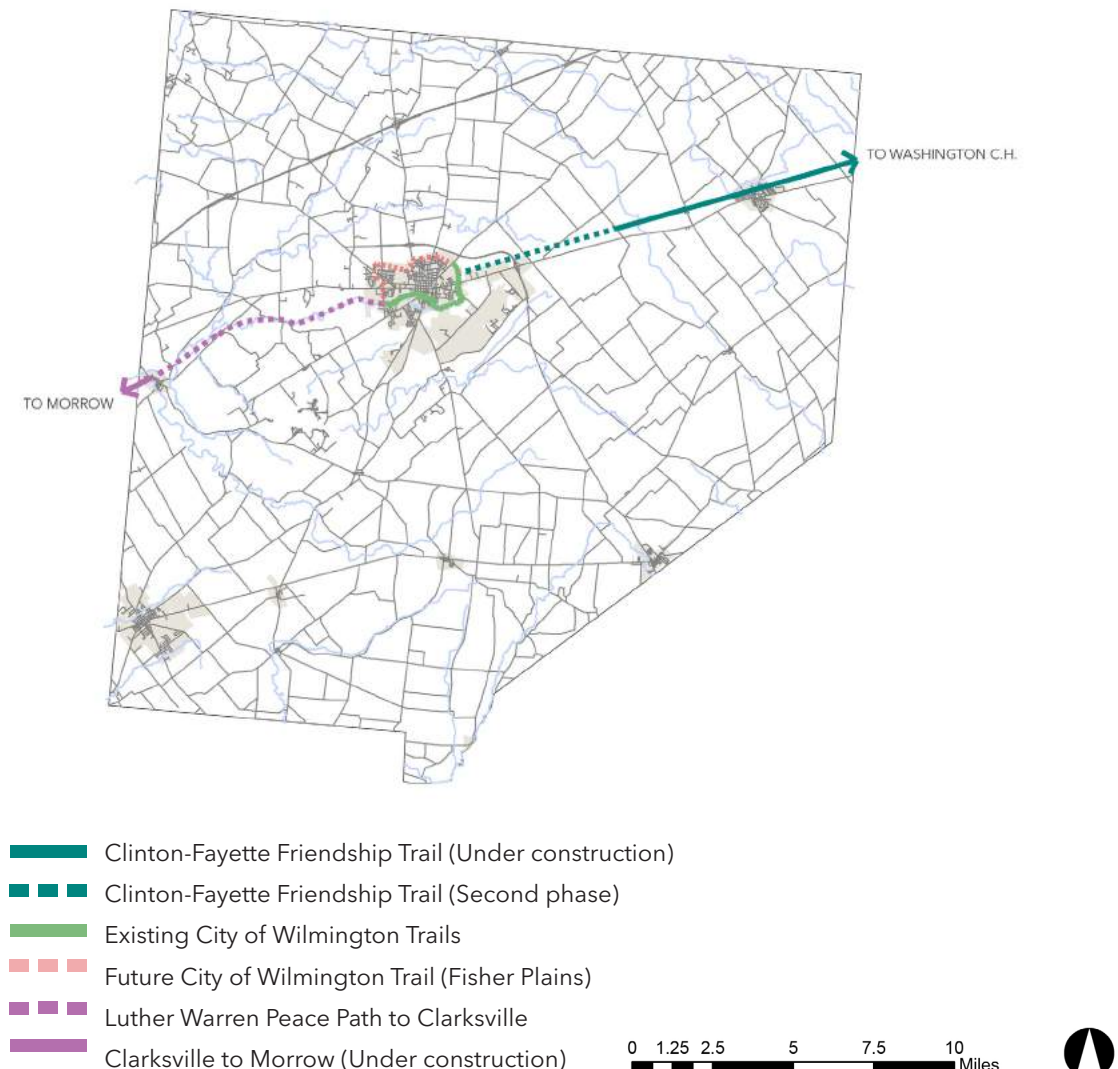 TO WASHINGTON C.H.
TO MORROW
Clinton-Fayette Friendship Trail (Under construction)
Clinton-Fayette Friendship Trail (Second phase)
Existing City of Wilmington Trails
Future City of Wilmington Trail (Fisher Plains)
Luther Warren Peace Path to Clarksville
Clarksville to Morrow (Under construction)
0 1.25 2.5 5 7.5 10
Miles